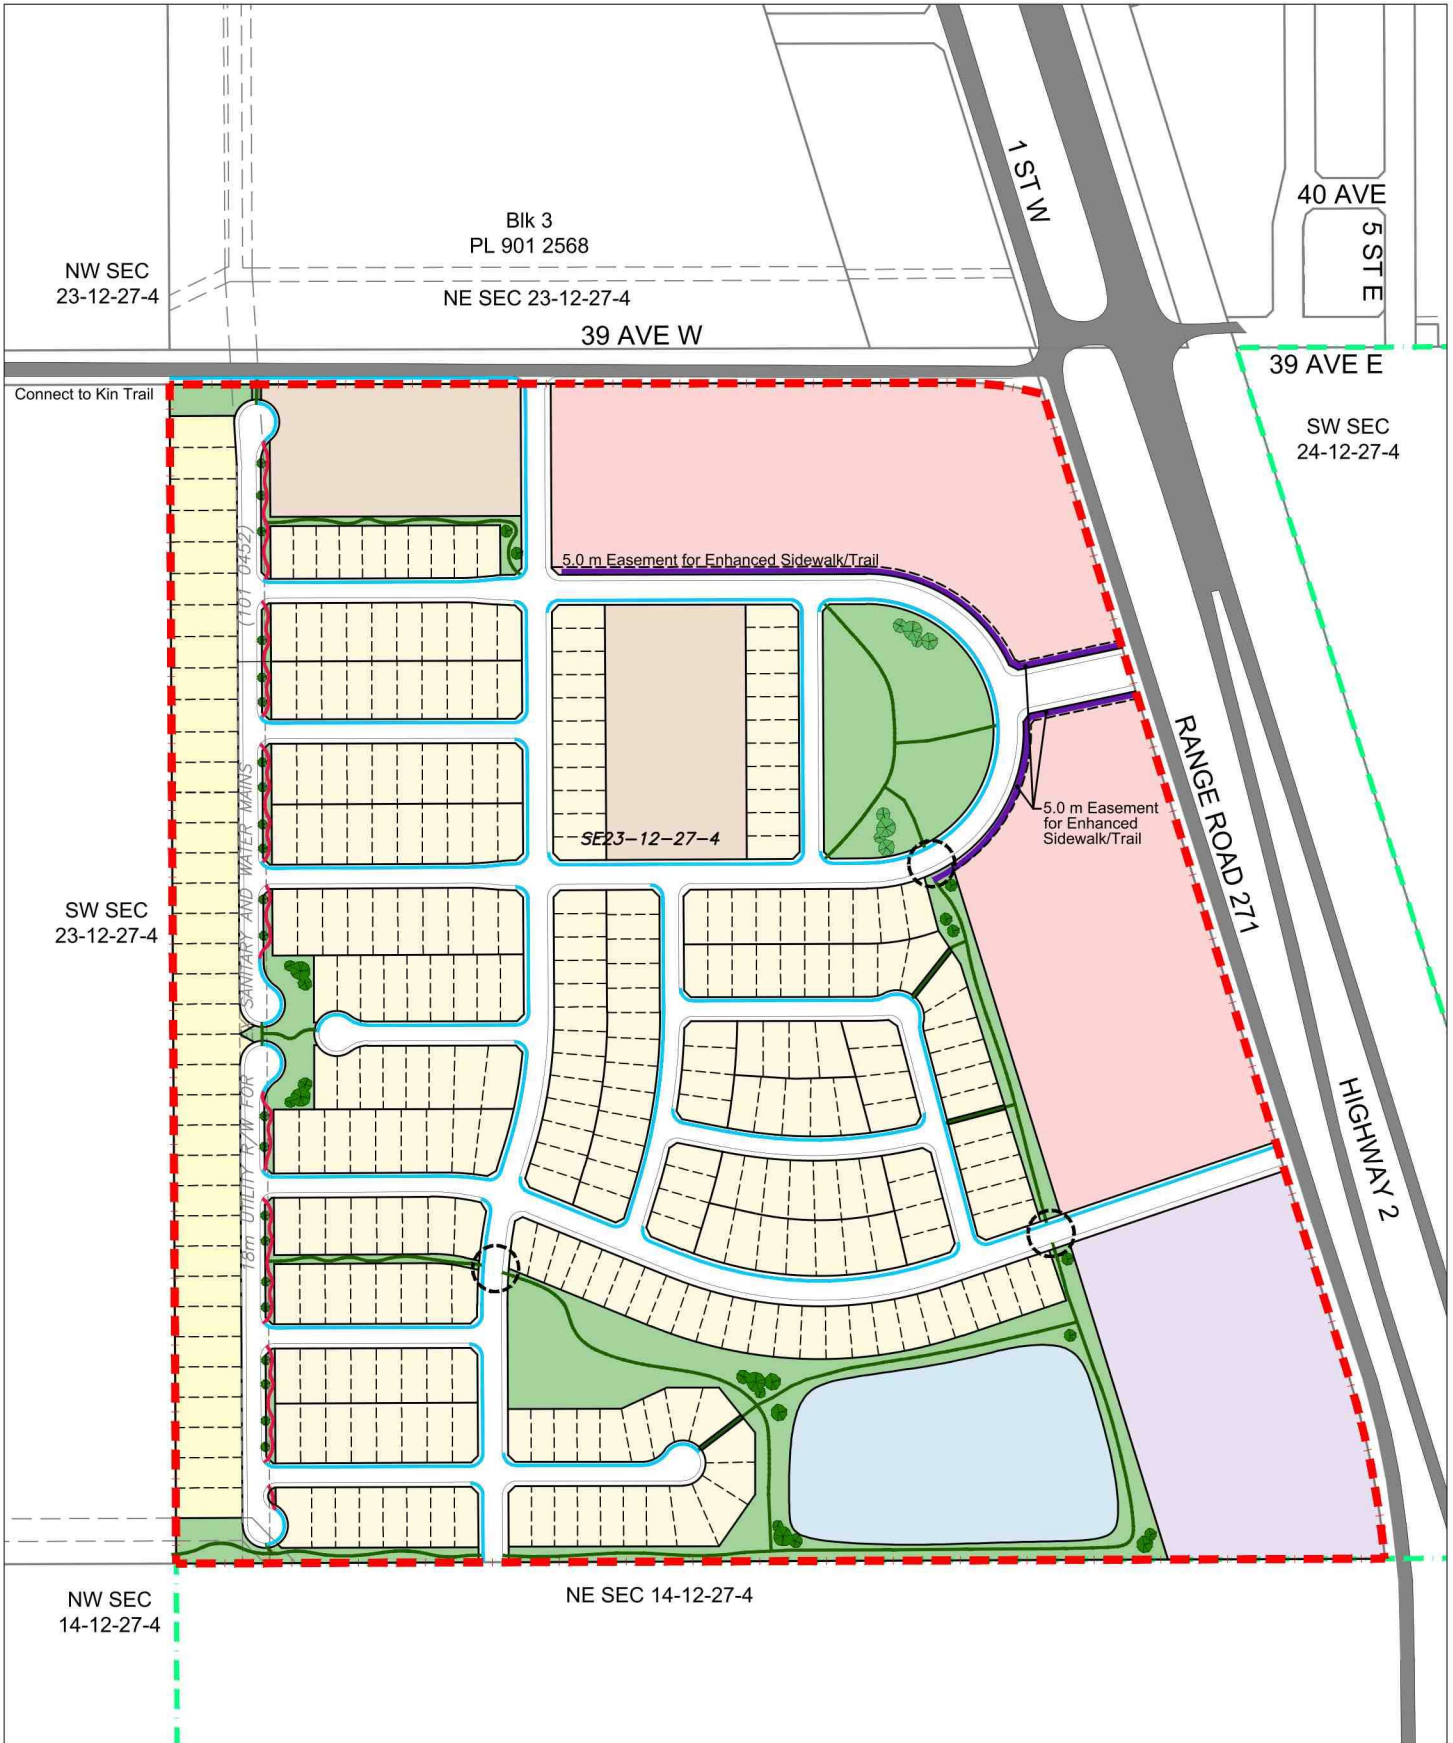 1 ST W
40 AVE
5 ST E
Blk 3
PL 901 2568
NW SEC
23-12-27-4
NE SEC 23-12-27-4
39 AVE W
39 AVE E
Connect to Kin Trail
SW SEC
24-12-27-4
(101 0452)
5.0 m Easement for Enhanced Sidewalk/Trail
RANGE ROAD 271
5.0 m Easement
for Enhanced
Sidewalk/Trail
SE23-12-27-4
SW SEC
23-12-27-4
18m UTILITY R/W FOR SANITARY AND WATER MAINS
HIGHWAY 2
NW SEC
14-12-27-4
NE SEC 14-12-27-4